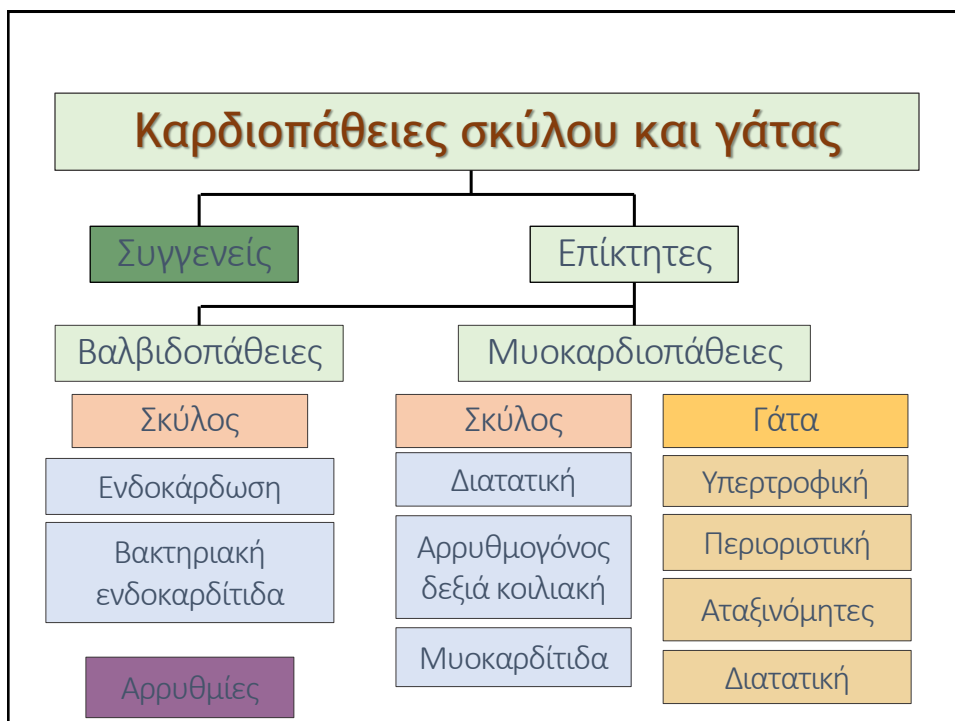 Καρδιοπάθειες σκύλου και γάτας
Συγγενείς
Επίκτητες
Βαλβιδοπάθειες
Μυοκαρδιοπάθειες
Σκύλος
Ενδοκάρδωση
Βακτηριακή
ενδοκαρδίτιδα
Αρρυθμίες
Σκύλος
Διατατική
Αρρυθμογόνος
δεξιά κοιλιακή
Μυοκαρδίτιδα
Γάτα
Υπερτροφική
Περιοριστική
Αταξινόμητες
Διατατική